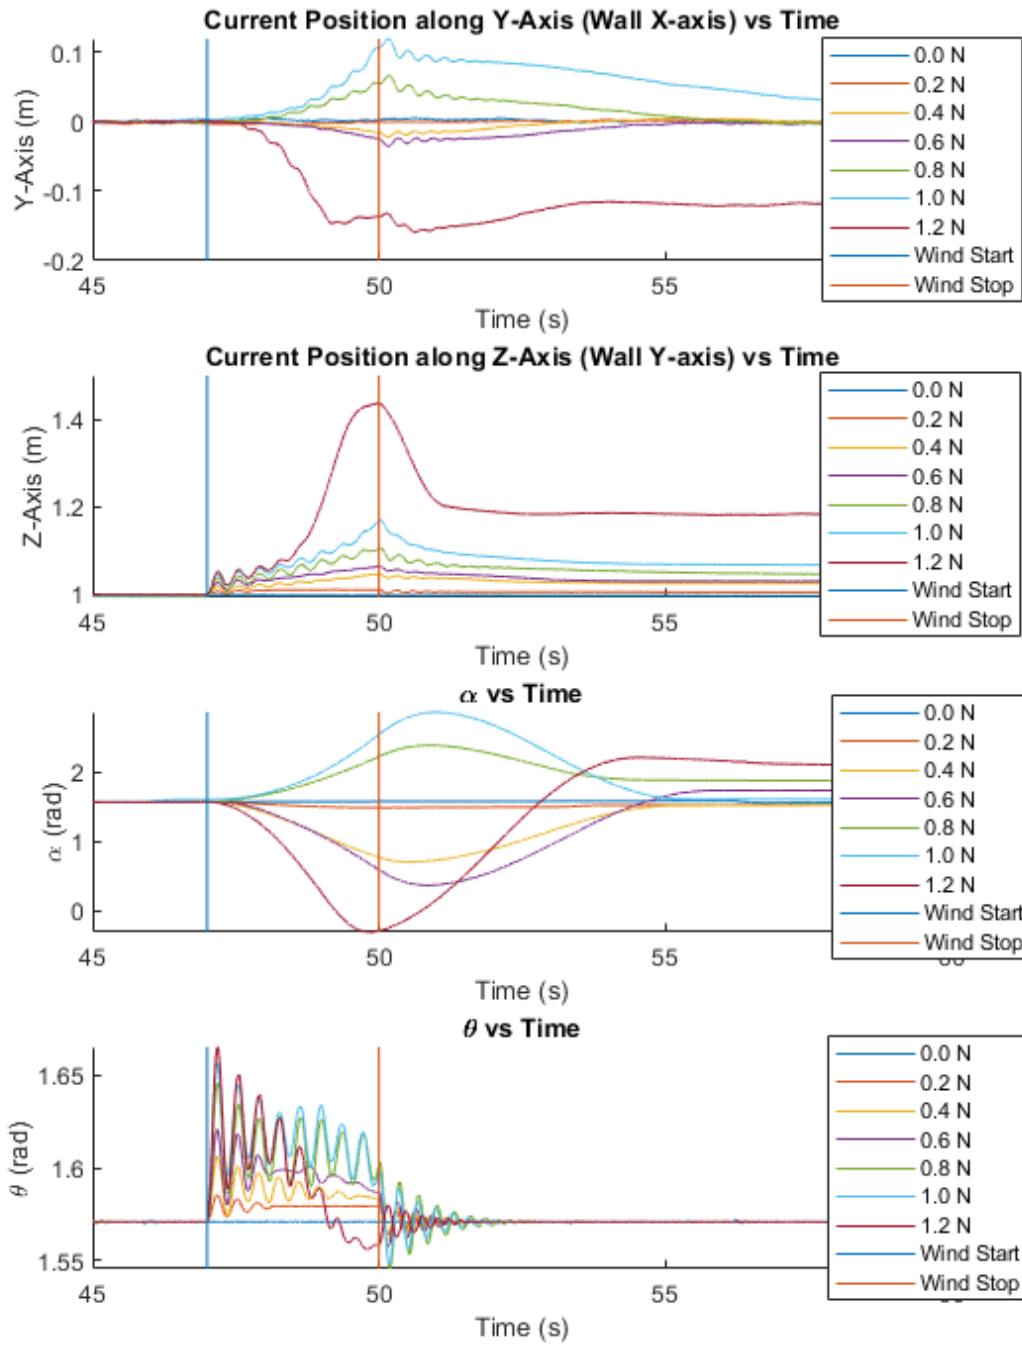 Current Position along Y-Axis (Wall X-axis) vs Time
Y-Axis (m)
0.1
0
-0.1
-0.2
45
50
55
Time (s)
0.0 N
0.2 N
0.4 N
0.6 N
0.8 N
1.0 N
1.2 N
Wind Start
Wind Stop
Current Position along Z-Axis (Wall Y-axis) vs Time
Z-Axis (m)
1.4
1.2
1
45
50
55
Time (s)
0.0 N
0.2 N
0.4 N
0.6 N
0.8 N
1.0 N
1.2 N
Wind Start
Wind Stop
α vs Time
α (rad)
2
1
0
45
50
55
Time (s)
0.0 N
0.2 N
0.4 N
0.6 N
0.8 N
1.0 N
1.2 N
Wind Start
Wind Stop
θ vs Time
θ (rad)
1.65
1.6
1.55
45
50
55
Time (s)
0.0 N
0.2 N
0.4 N
0.6 N
0.8 N
1.0 N
1.2 N
Wind Start
Wind Stop